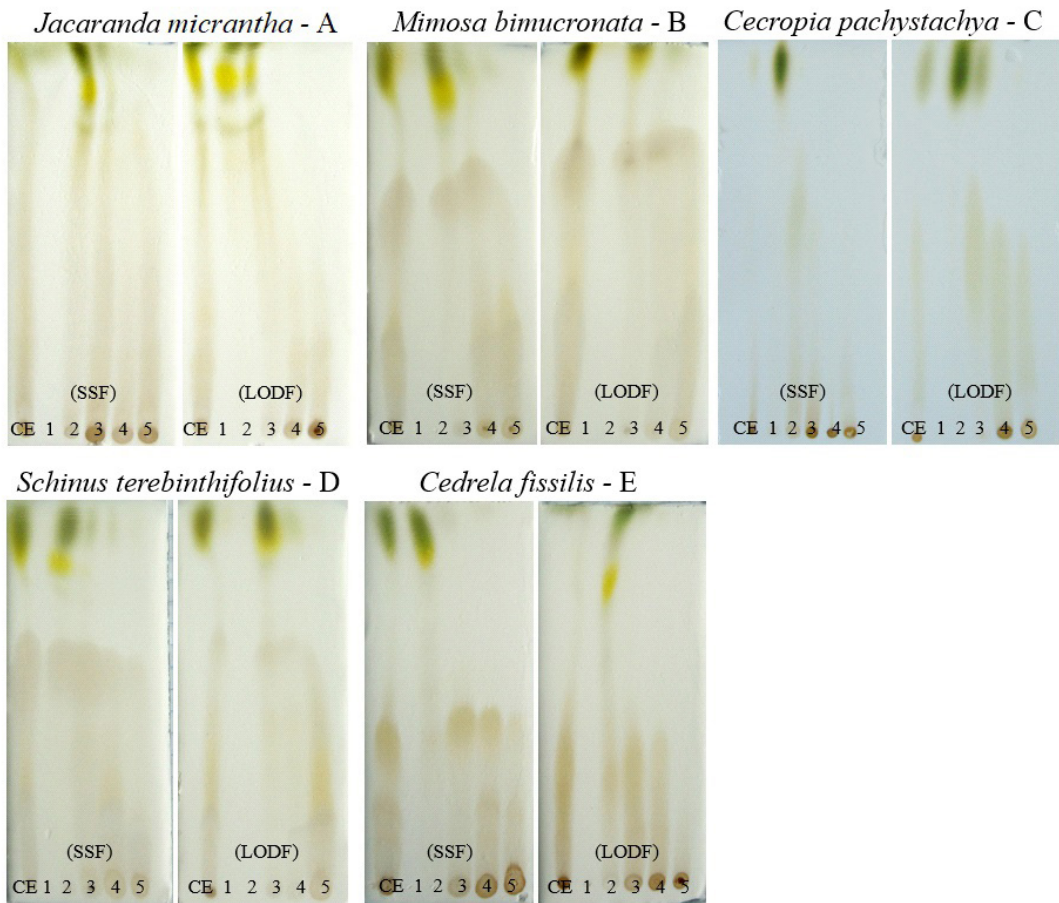 Jacaranda micrantha - A
Mimosa bimucronata - B
Cecropia pachystachya - C
(SSF)
(LODF)
(SSF)
(LODF)
(SSF)
(LODF)
CE 1 2 3 4 5
CE 1 2 3 4 5
CE 1 2 3 4 5
CE 1 2 3 4 5
CE 1 2 3 4 5
CE 1 2 3 4 5
Schinus terebinthifolius - D
Cedrela fissilis - E
(SSF)
(LODF)
(SSF)
(LODF)
CE 1 2 3 4 5
CE 1 2 3 4 5
CE 1 2 3 4 5
CE 1 2 3 4 5